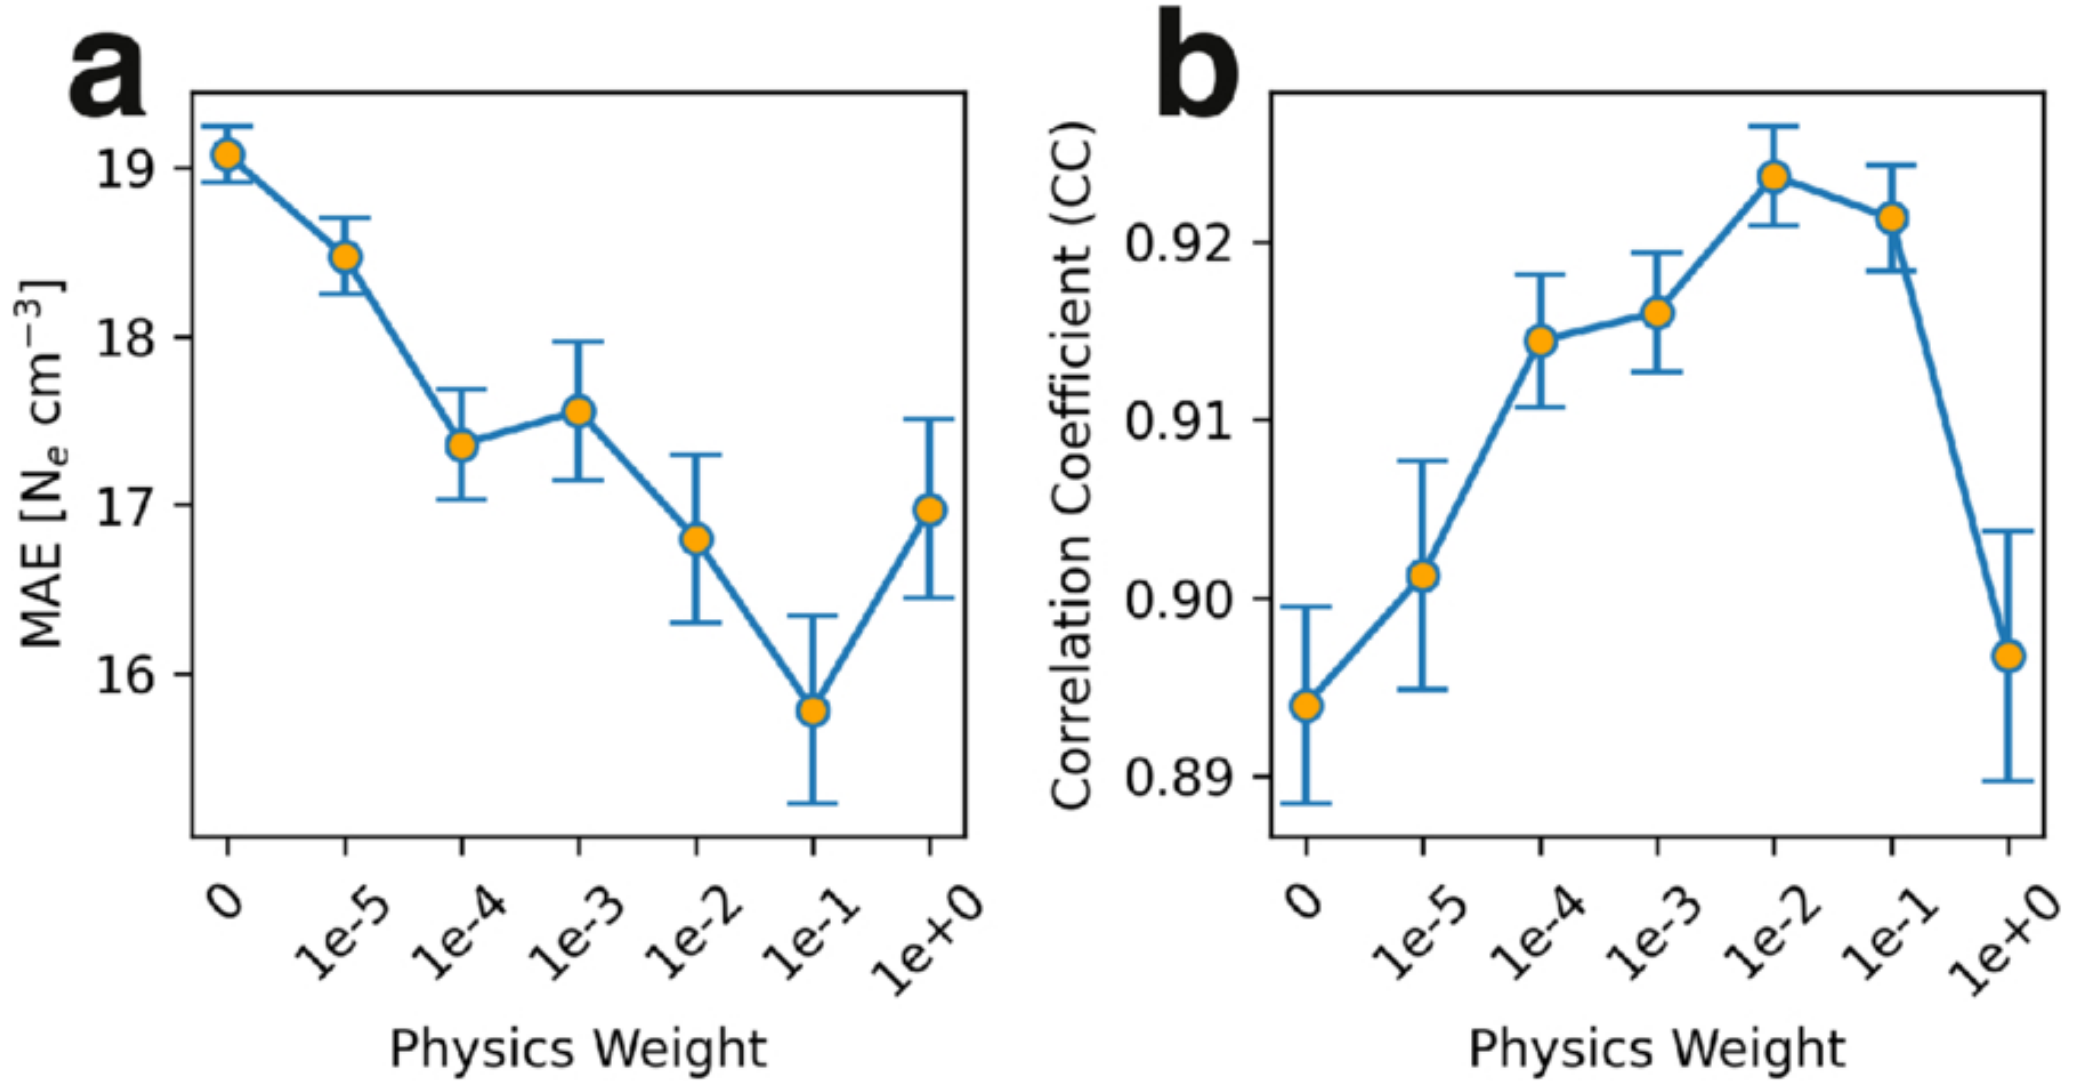 a
19
18
17
16
MAE [Nₑ cm⁻³]
0
1e-5
1e-4
1e-3
1e-2
1e-1
1e+0
Physics Weight
b
0.92
0.91
0.90
0.89
Correlation Coefficient (CC)
0
1e-5
1e-4
1e-3
1e-2
1e-1
1e+0
Physics Weight